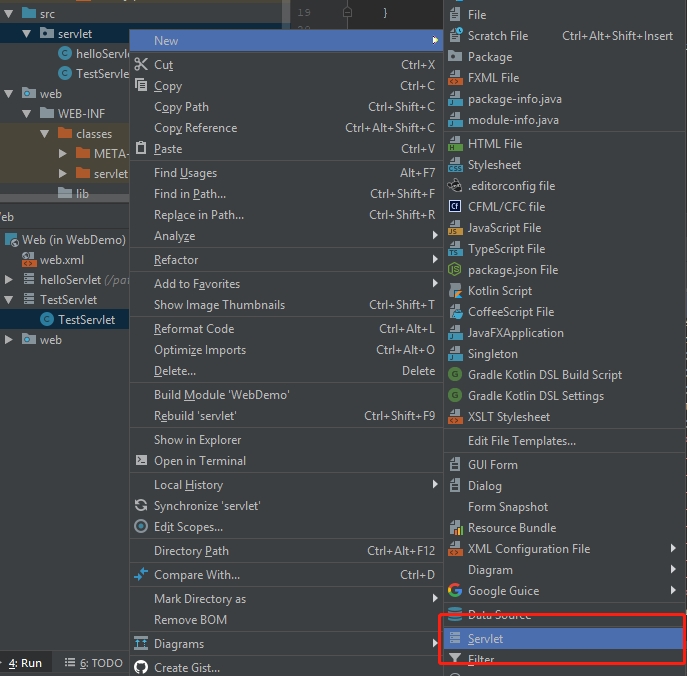 src
servlet
helloServl
TestServle
web
WEB-INF
classes
META-
servlet
lib
eb
Web (in WebDemo)
web.xml
helloServlet (/pat
TestServlet
TestServlet
web
4: Run
6: TODO
19 }
New
Cut Ctrl+X
Copy Ctrl+C
Copy Path Ctrl+Shift+C
Copy Reference Ctrl+Alt+Shift+C
Paste Ctrl+V
Find Usages Alt+F7
Find in Path... Ctrl+Shift+F
Replace in Path... Ctrl+Shift+R
Analyze
Refactor
Add to Favorites
Show Image Thumbnails Ctrl+Shift+T
Reformat Code Ctrl+Alt+L
Optimize Imports Ctrl+Alt+O
Delete... Delete
Build Module 'WebDemo'
Rebuild 'servlet' Ctrl+Shift+F9
Show in Explorer
Open in Terminal
Local History
Synchronize 'servlet'
Edit Scopes...
Directory Path Ctrl+Alt+F12
Compare With... Ctrl+D
Mark Directory as
Remove BOM
Diagrams
Create Gist...
File
Scratch File Ctrl+Alt+Shift+Insert
Package
FXML File
package-info.java
module-info.java
HTML File
Stylesheet
.editorconfig file
CFML/CFC file
JavaScript File
TypeScript File
package.json File
Kotlin Script
CoffeeScript File
JavaFXApplication
Singleton
Gradle Kotlin DSL Build Script
Gradle Kotlin DSL Settings
XSLT Stylesheet
Edit File Templates...
GUI Form
Dialog
Form Snapshot
Resource Bundle
XML Configuration File
Diagram
Google Guice
Data Source
Servlet
Filter